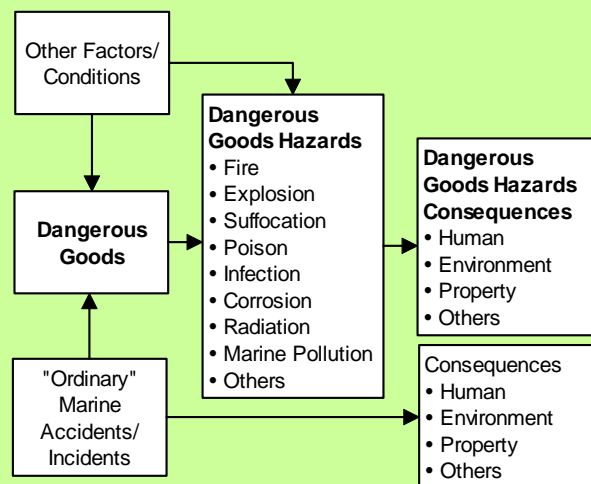 Other Factors/
Conditions
Dangerous
Goods
"Ordinary"
Marine
Accidents/
Incidents
Dangerous
Goods Hazards
• Fire
• Explosion
• Suffocation
• Poison
• Infection
• Corrosion
• Radiation
• Marine Pollution
• Others
Dangerous
Goods Hazards
Consequences
• Human
• Environment
• Property
• Others
Consequences
• Human
• Environment
• Property
• Others